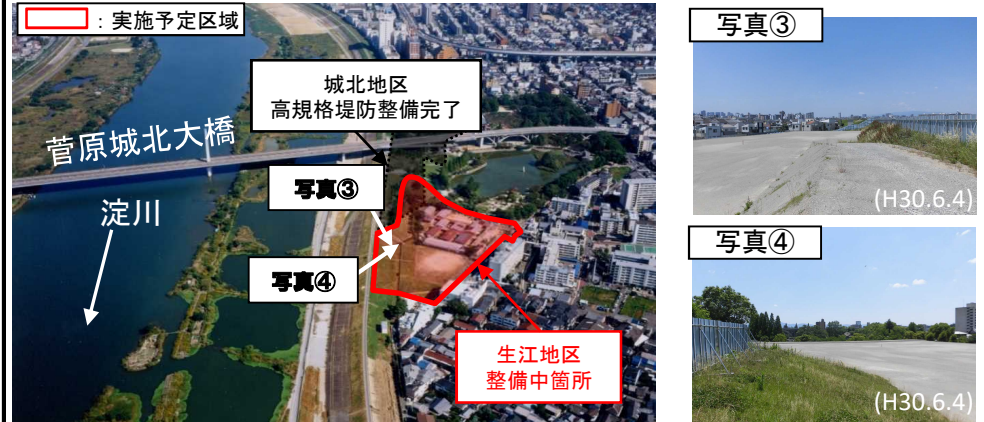 ：実施予定区域
城北地区
高規格堤防整備完了
菅原城北大橋
写真③
淀川
写真④
生江地区
整備中箇所
写真③
(H30.6.4)
写真④
(H30.6.4)